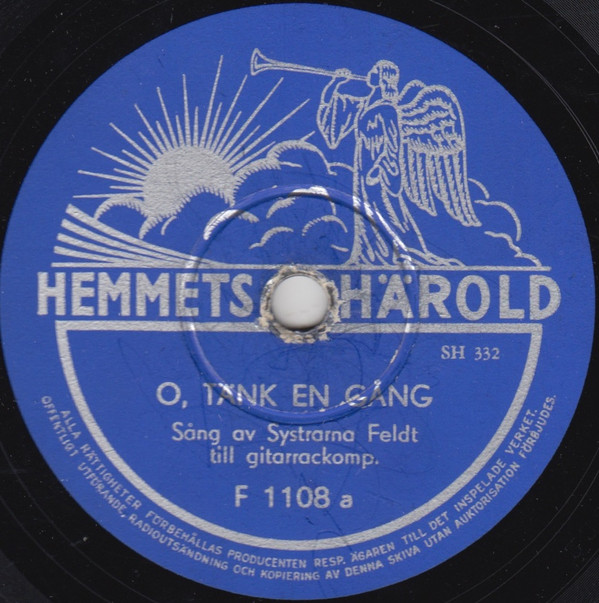 HEMMETS HÄROLD
SH 332
O, TÄNK EN GÅNG
Sång av Systrarna Feldt
till gitarrackomp.
F 1108 a
ALLA RÄTTIGHETER FÖRBEHÅLLAS PRODUCENTEN RESP. ÄGAREN TILL DET INSPELADE VERKET.
OFFENTLIGT UTFÖRANDE, RADIOUTSÄNDNING OCH KOPIERING AV DENNA SKIVA UTAN AUKTORISATION FÖRBJUDES.